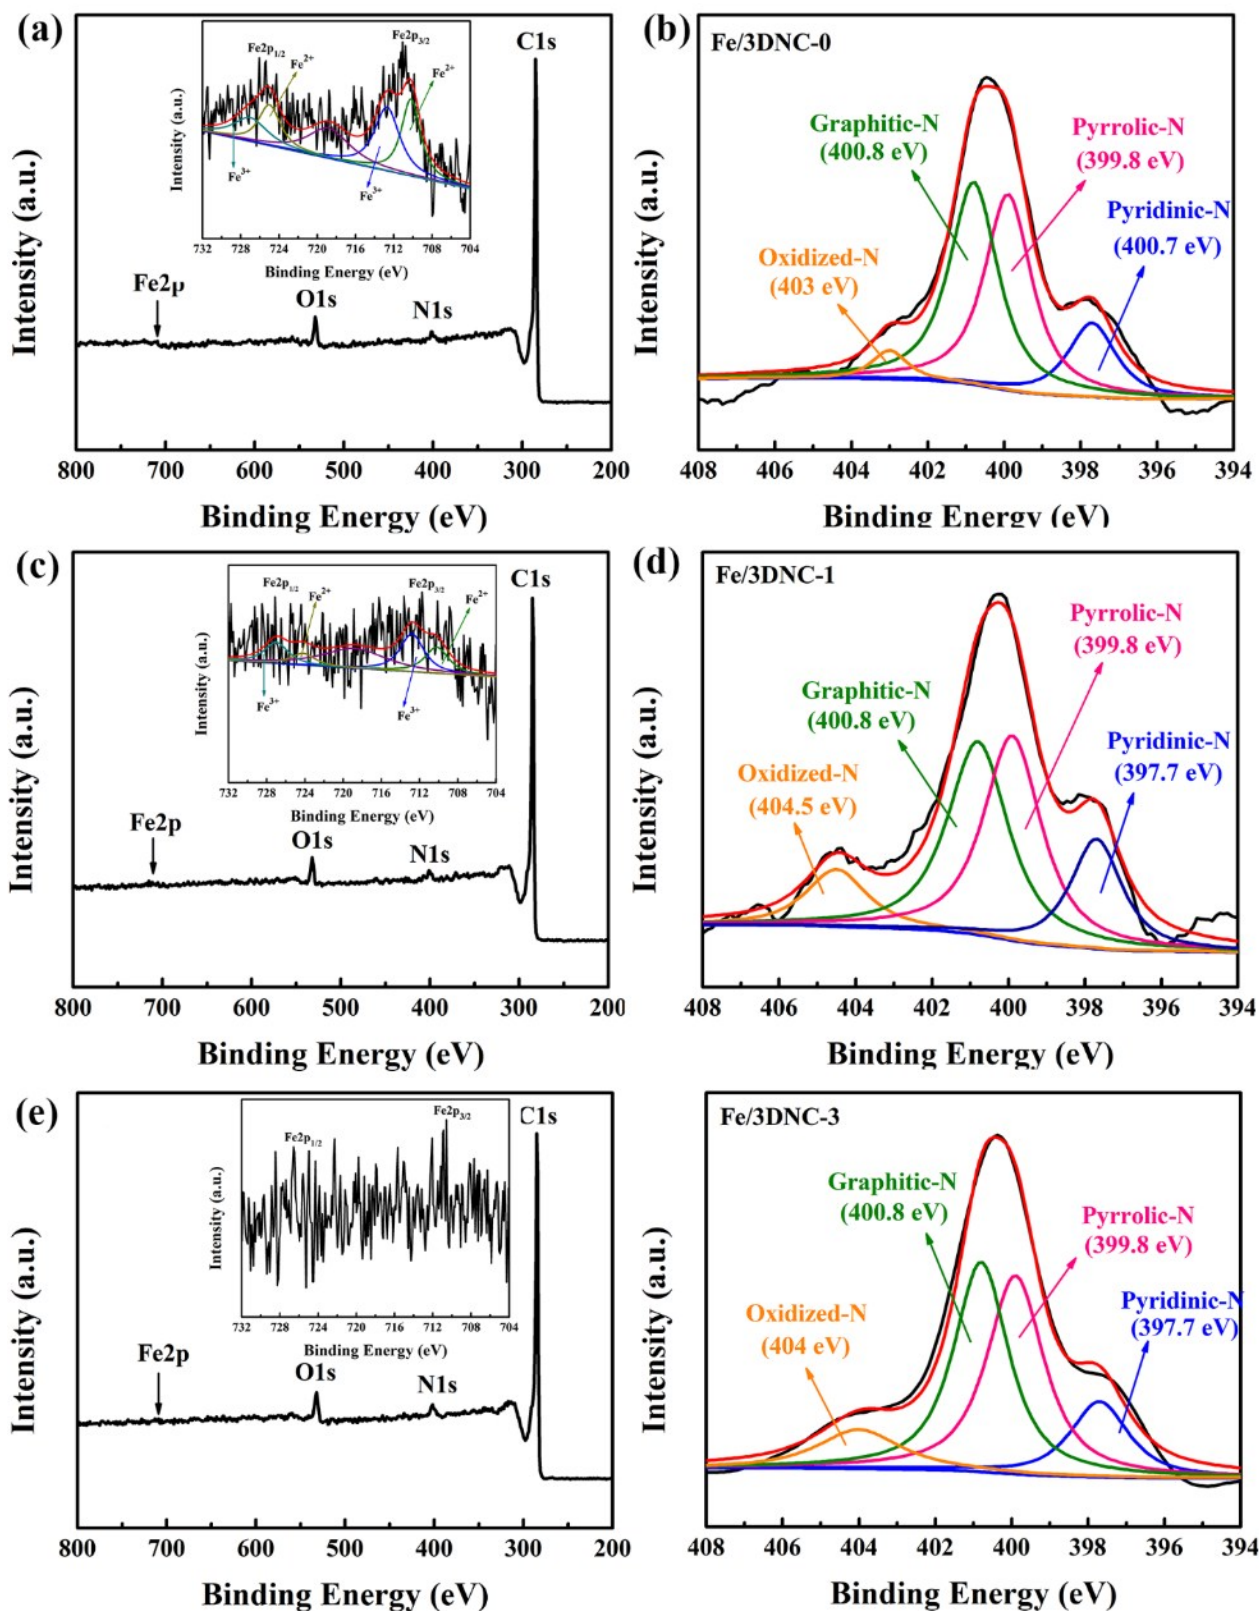 (a)
Intensity (a.u.)
C1s
Fe2p
O1s
N1s
800 700 600 500 400 300 200
Binding Energy (eV)
Intensity (a.u.)
Fe2p1/2
Fe2+
Fe2p3/2
Fe2+
Fe3+
Fe3+
732 728 724 720 716 712 708 704
Binding Energy (eV)
(b)
Fe/3DNC-0
Intensity (a.u.)
Graphitic-N
(400.8 eV)
Pyrrolic-N
(399.8 eV)
Pyridinic-N
(400.7 eV)
Oxidized-N
(403 eV)
408 406 404 402 400 398 396 394
Binding Energy (eV)
(c)
Intensity (a.u.)
C1s
Fe2p
O1s
N1s
800 700 600 500 400 300 200
Binding Energy (eV)
Intensity (a.u.)
Fe2p1/2
Fe2+
Fe2p3/2
Fe2+
Fe3+
Fe3+
732 728 724 720 716 712 708 704
Binding Energy (eV)
(d)
Fe/3DNC-1
Intensity (a.u.)
Pyrrolic-N
(399.8 eV)
Graphitic-N
(400.8 eV)
Pyridinic-N
(397.7 eV)
Oxidized-N
(404.5 eV)
408 406 404 402 400 398 396 394
Binding Energy (eV)
(e)
Intensity (a.u.)
C1s
Fe2p
O1s
N1s
800 700 600 500 400 300 200
Binding Energy (eV)
Intensity (a.u.)
Fe2p1/2
Fe2p3/2
732 728 724 720 716 712 708 704
Binding Energy (eV)
Fe/3DNC-3
Intensity (a.u.)
Graphitic-N
(400.8 eV)
Pyrrolic-N
(399.8 eV)
Pyridinic-N
(397.7 eV)
Oxidized-N
(404 eV)
408 406 404 402 400 398 396 394
Binding Energy (eV)